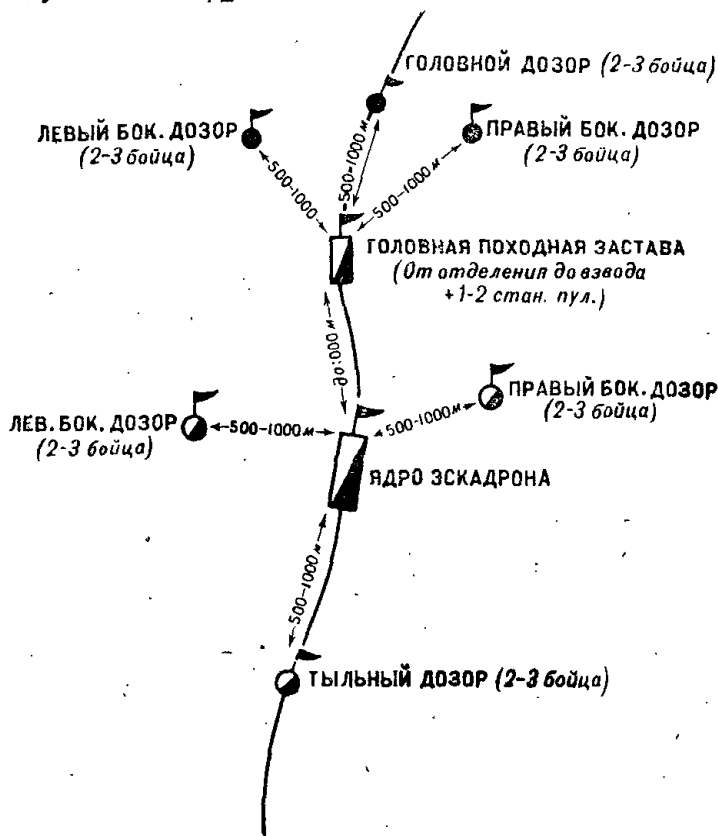 ГОЛОВНОЙ ДОЗОР (2-3 бойца)
ЛЕВЫЙ БОК. ДОЗОР
(2-3 бойца)
ПРАВЫЙ БОК. ДОЗОР
(2-3 бойца)
500-1000
500-1000 м
500-1000 м
ГОЛОВНАЯ ПОХОДНАЯ ЗАСТАВА
(От отделения до взвода
+1-2 стан. пул.)
ПРАВЫЙ БОК. ДОЗОР
(2-3 бойца)
ЛЕВ. БОК. ДОЗОР
(2-3 бойца)
500-1000 м
500-1000 м
ЯДРО ЭСКАДРОНА
500-1000 м
ТЫЛЬНЫЙ ДОЗОР (2-3 бойца)